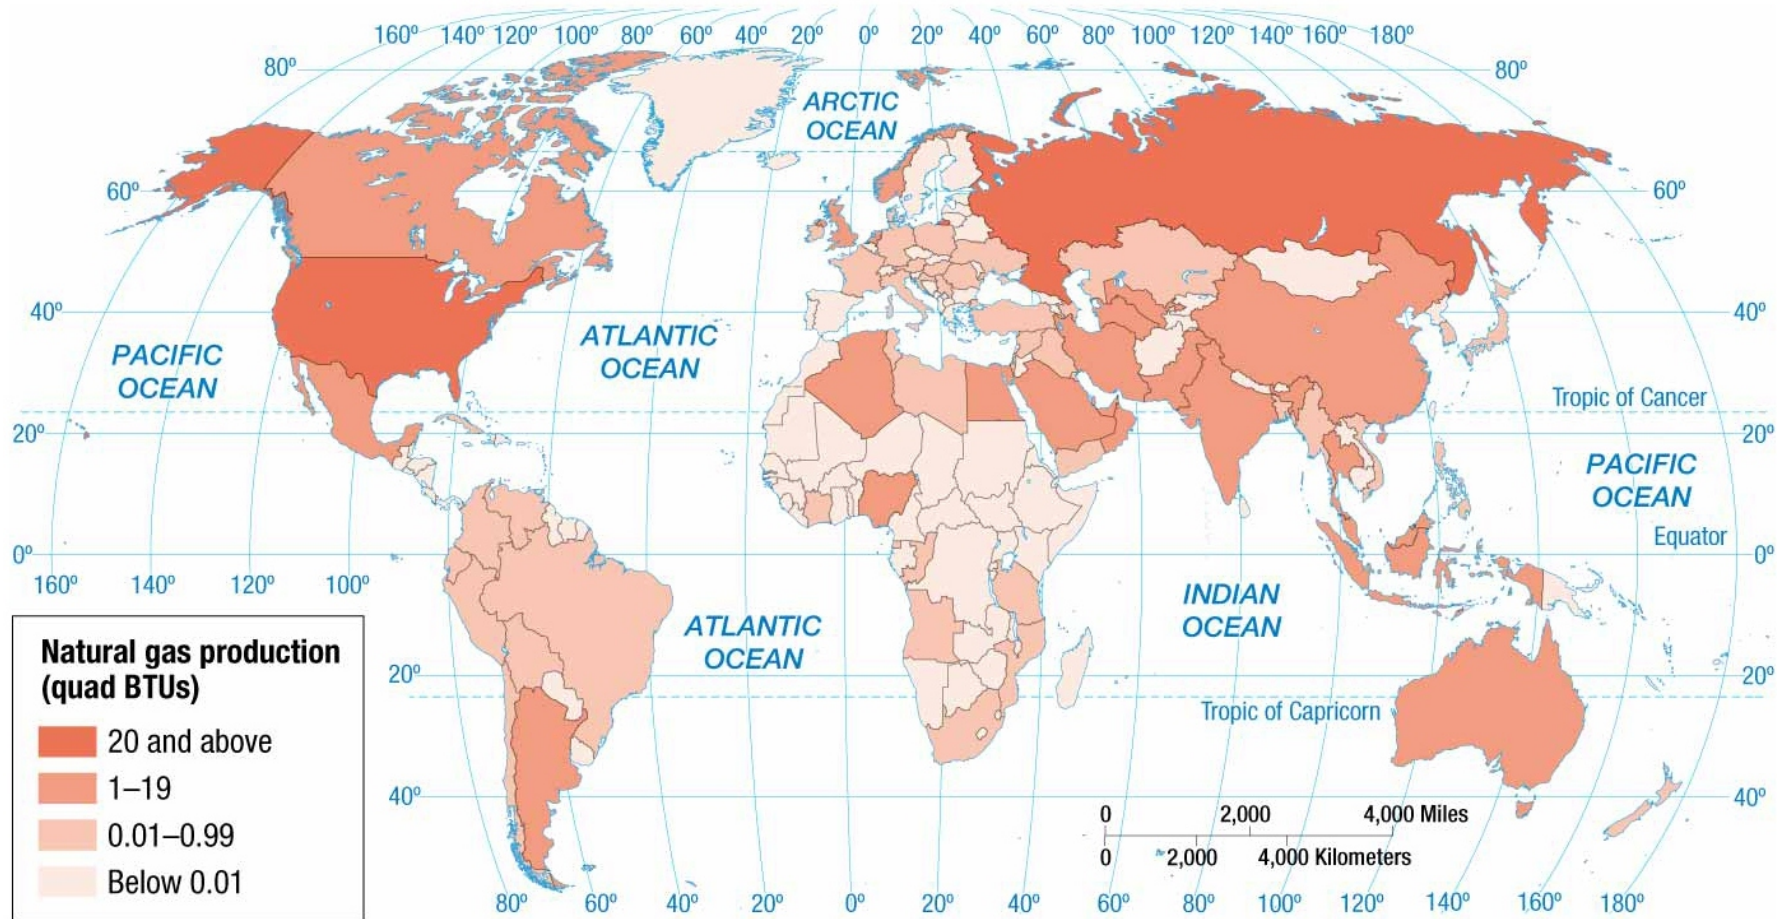 160º 140º 120º 100º 80º 60º 40º 20º 0º 20º 40º 60º 80º 100º 120º 140º 160º 180º
80º 80º
ARCTIC
OCEAN
60º 60º
40º 40º
PACIFIC
OCEAN
ATLANTIC
OCEAN
Tropic of Cancer
20º 20º
PACIFIC
OCEAN
Equator
0º 0º
160º 140º 120º 100º
INDIAN
OCEAN
ATLANTIC
OCEAN
20º 20º
Tropic of Capricorn
40º 40º
Natural gas production
(quad BTUs)
20 and above
1–19
0.01–0.99
Below 0.01
0 2,000 4,000 Miles
0 2,000 4,000 Kilometers
80º 60º 40º 20º 0º 20º 40º 60º 80º 100º 120º 140º 160º 180º